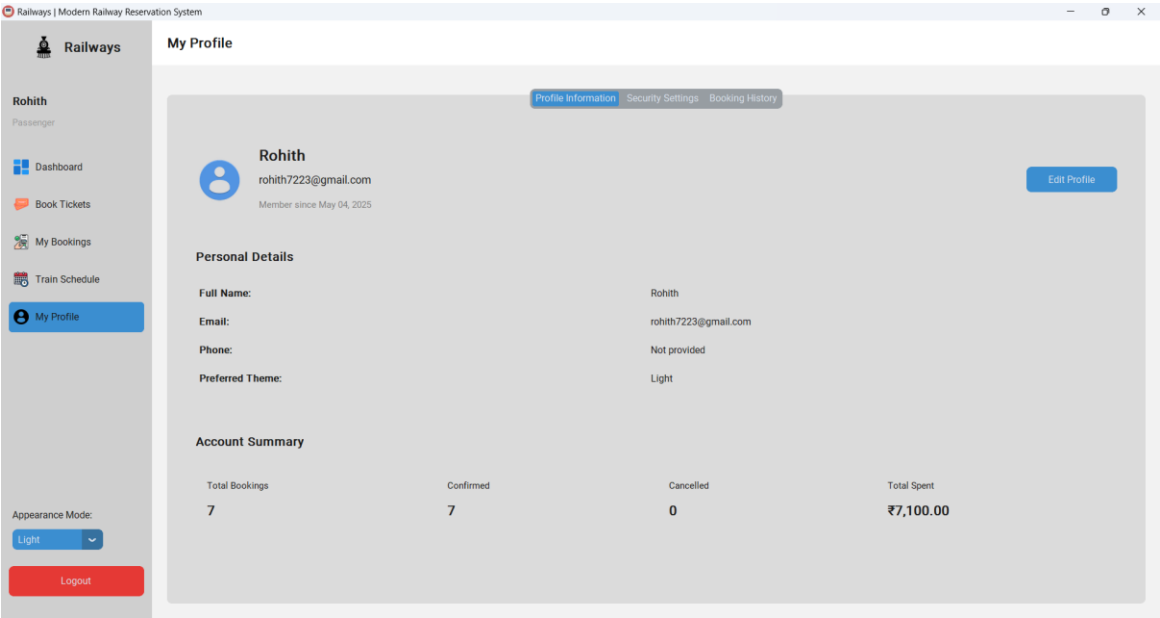 Railways | Modern Railway Reservation System
Railways
My Profile
Rohith
Passenger
Dashboard
Book Tickets
My Bookings
Train Schedule
My Profile
Appearance Mode:
Light
Logout
Profile Information Security Settings Booking History
Rohith
rohith7223@gmail.com
Member since May 04, 2025
Edit Profile
Personal Details
Full Name: Rohith
Email: rohith7223@gmail.com
Phone: Not provided
Preferred Theme: Light
Account Summary
Total Bookings Confirmed Cancelled Total Spent
7 7 0 ₹7,100.00